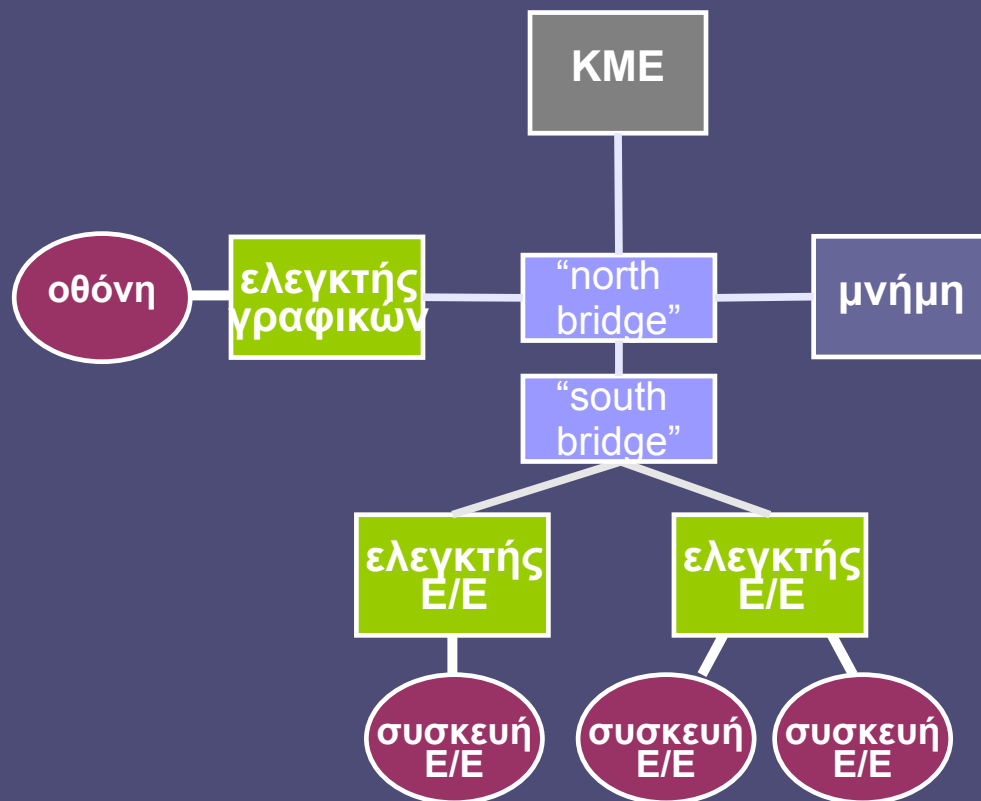 ΚΜΕ
οθόνη
ελεγκτής
γραφικών
“north
bridge”
μνήμη
“south
bridge”
ελεγκτής
Ε/Ε
ελεγκτής
Ε/Ε
συσκευή
Ε/Ε
συσκευή
Ε/Ε
συσκευή
Ε/Ε